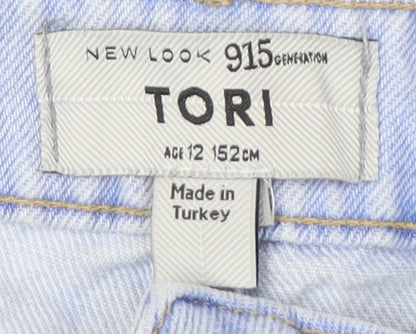 NEW LOOK 915 GENERATION
TORI
AGE 12 152CM
Made in
Turkey